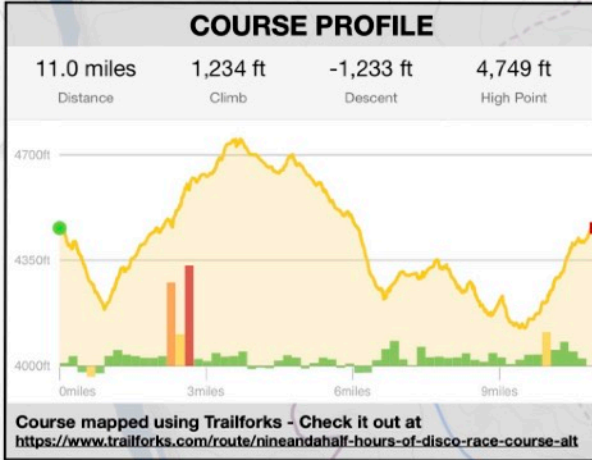 COURSE PROFILE
11.0 miles 1,234 ft -1,233 ft 4,749 ft
Distance Climb Descent High Point
4700ft
4350ft
4000ft
0miles 3miles 6miles 9miles
Course mapped using Trailforks - Check it out at
https://www.trailforks.com/route/nineandahalf-hours-of-disco-race-course-alt